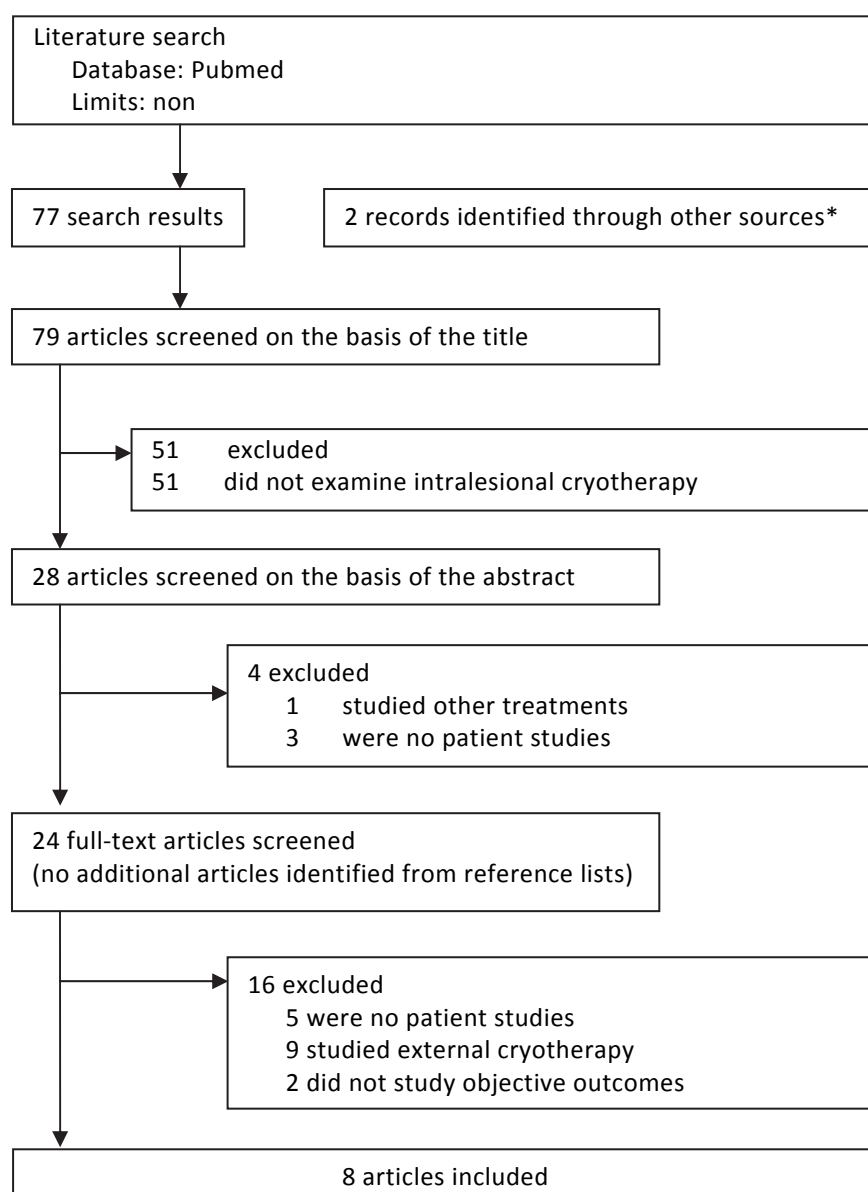 Literature search
Database: Pubmed
Limits: non
77 search results
2 records identified through other sources*
79 articles screened on the basis of the title
51 excluded
51 did not examine intralesional cryotherapy
28 articles screened on the basis of the abstract
4 excluded
1 studied other treatments
3 were no patient studies
24 full-text articles screened
(no additional articles identified from reference lists)
16 excluded
5 were no patient studies
9 studied external cryotherapy
2 did not study objective outcomes
8 articles included